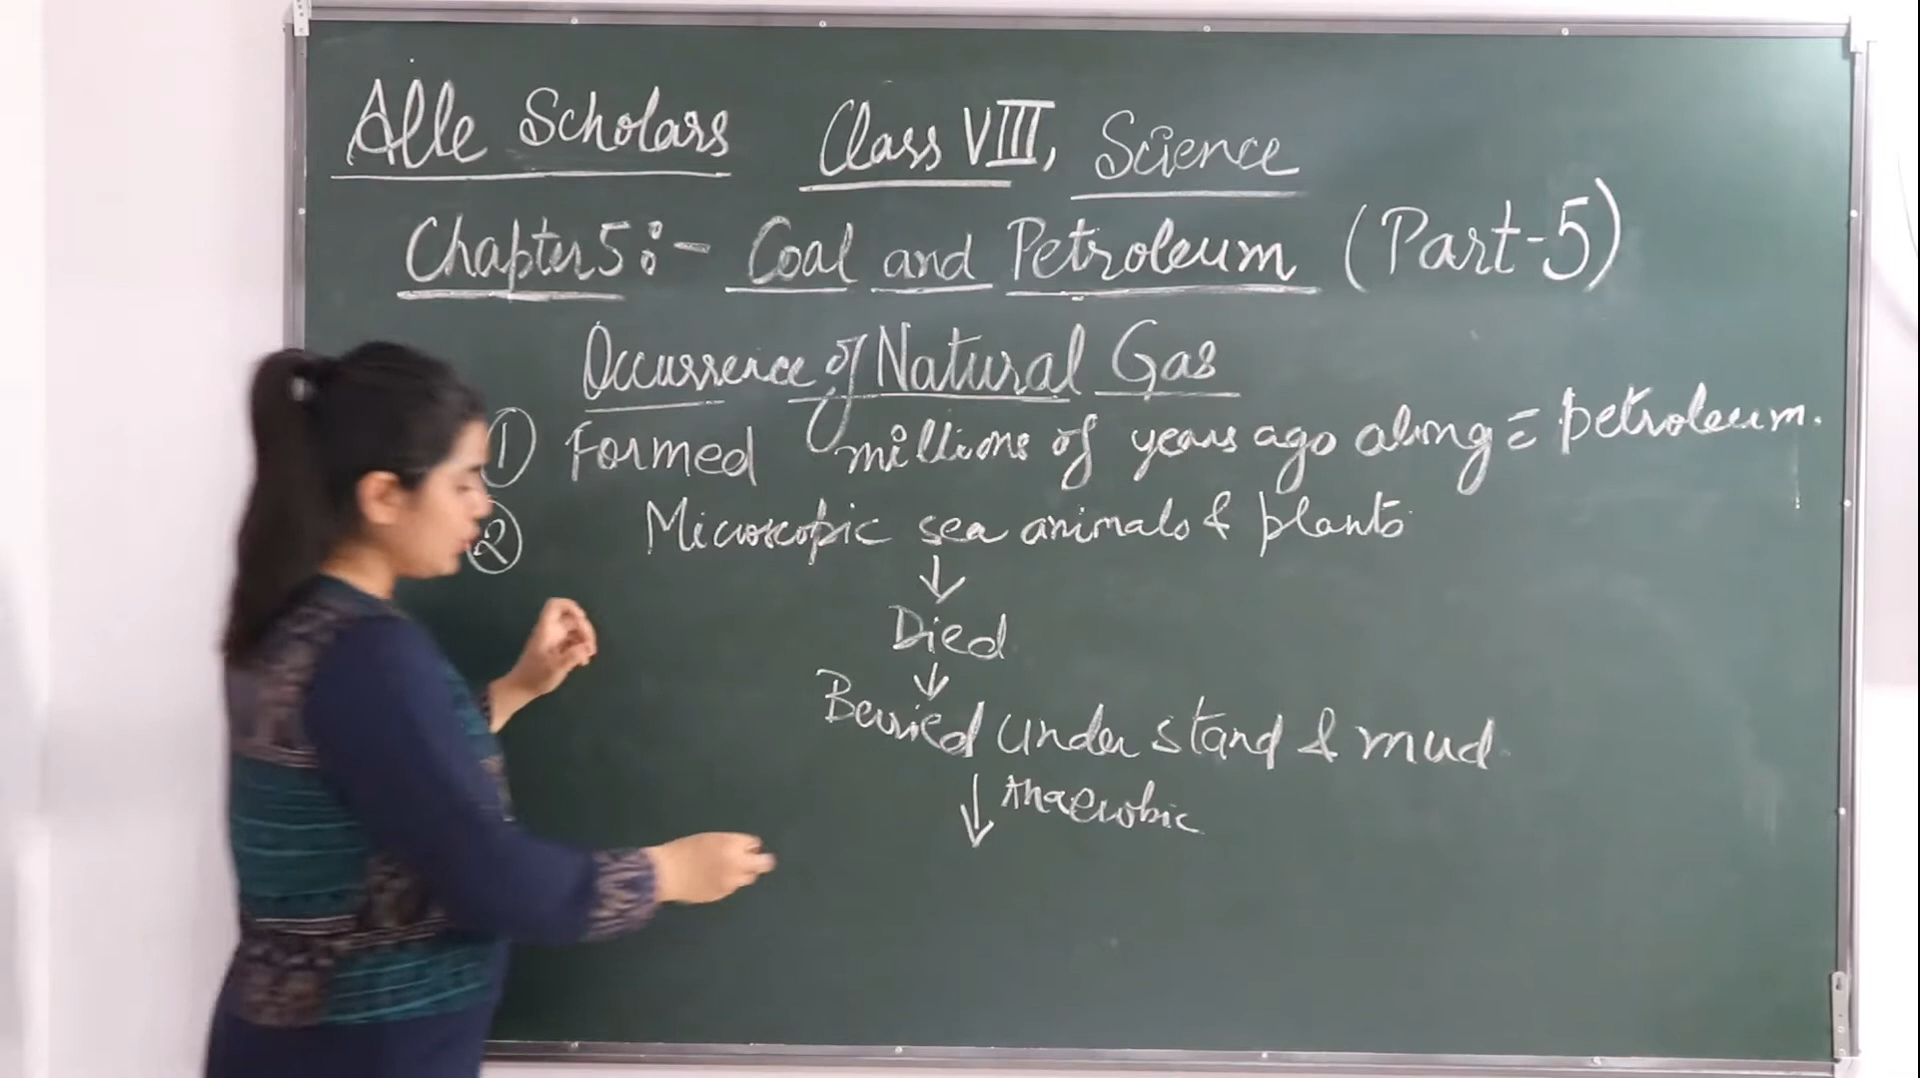 Alle Scholars Class VIII, Science
Chapter 5:- Coal and Petroleum (Part-5)
Occurrence of Natural Gas
① Formed millions of years ago along c̄ petroleum.
② Microscopic sea animals & plants
↓
Died
↓
Burried under stand & mud
↓ Anaerobic